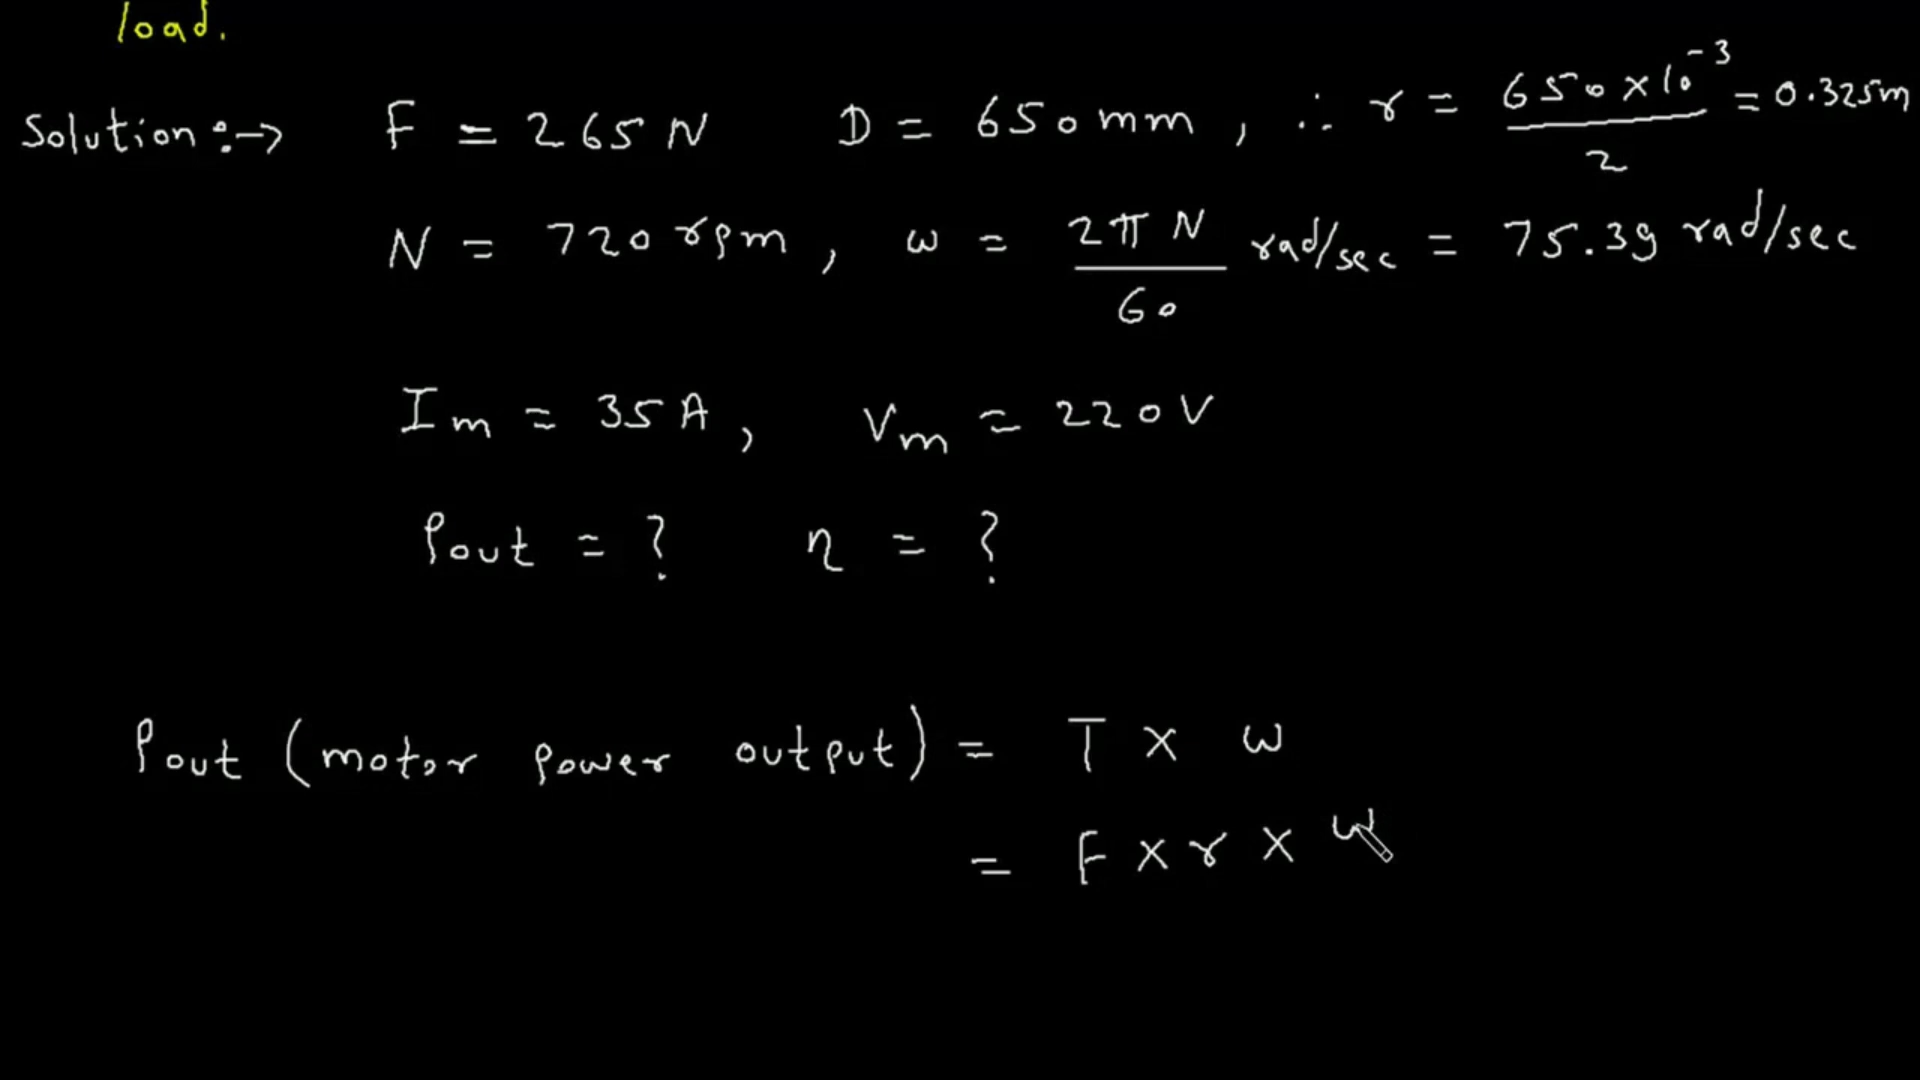 load.
Solution :→ F = 265 N D = 650 mm , ∴ r = 650 × 10⁻³ / 2 = 0.325m
N = 720 rpm , ω = 2πN / 60 rad/sec = 75.39 rad/sec
Im = 35 A , Vm = 220 V
Pout = ? η = ?
Pout (motor power output) = T × ω
= F × r × ω